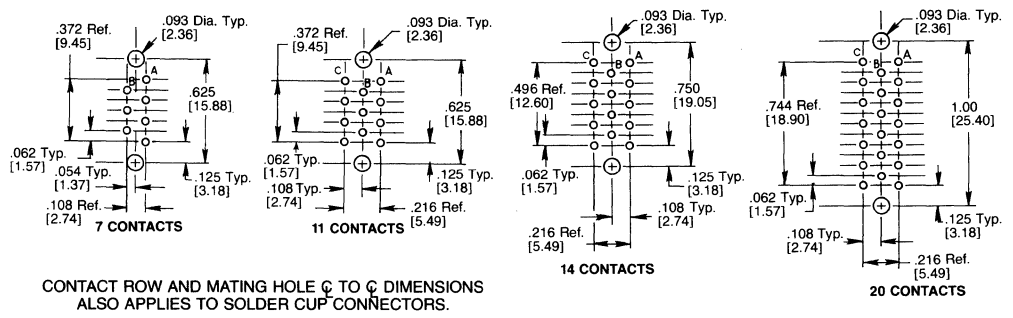 .372 Ref.
[9.45]
.093 Dia. Typ.
[2.36]
A
B
.625
[15.88]
.062 Typ.
[1.57]
.054 Typ.
[1.37]
.125 Typ.
[3.18]
.108 Ref.
[2.74]
7 CONTACTS
.372 Ref.
[9.45]
.093 Dia. Typ.
[2.36]
C
B
A
.625
[15.88]
.062 Typ.
[1.57]
.108 Typ.
[2.74]
.125 Typ.
[3.18]
.216 Ref.
[5.49]
11 CONTACTS
.093 Dia. Typ.
[2.36]
C
B
A
.496 Ref.
[12.60]
.750
[19.05]
.062 Typ.
[1.57]
.125 Typ.
[3.18]
.108 Typ.
[2.74]
.216 Ref.
[5.49]
14 CONTACTS
.093 Dia. Typ.
[2.36]
C
B
A
.744 Ref.
[18.90]
1.00
[25.40]
.062 Typ.
[1.57]
.108 Typ.
[2.74]
.125 Typ.
[3.18]
.216 Ref.
[5.49]
20 CONTACTS
CONTACT ROW AND MATING HOLE ℄ TO ℄ DIMENSIONS
ALSO APPLIES TO SOLDER CUP CONNECTORS.